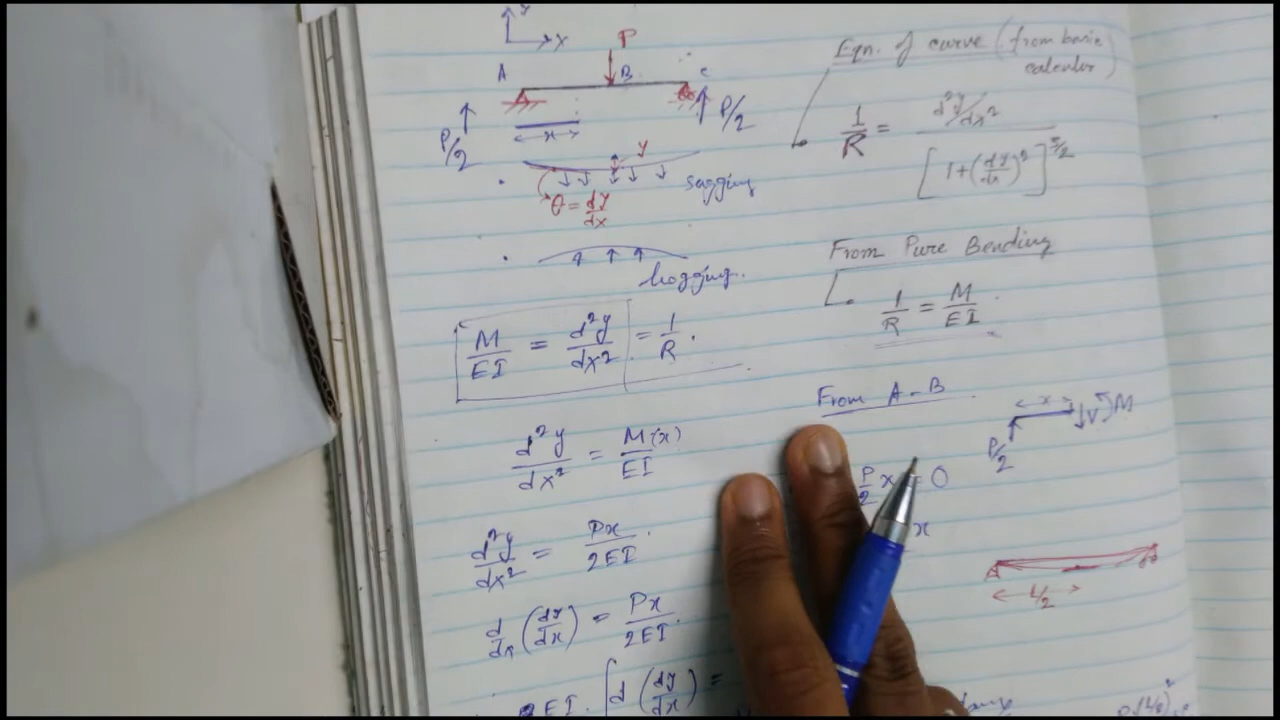 y
x
P
A
B
C
P/2
P/2
x
y
sagging
θ = dy/dx
hogging.
M/EI = d²y/dx² = 1/R .
d²y/dx² = M(x)/EI
d²y/dx² = Px/2EI .
d/dx (dy/dx) = Px/2EI .
2EI . ∫ d (dy/dx) =
Eqn. of curve (from basic
calculus)
1/R = d²y/dx² / [1+(dy/dx)²]^3/2
From Pure Bending
1/R = M/EI .
From A-B
x
V
M
P/2
P/2 x = 0
x
L/2